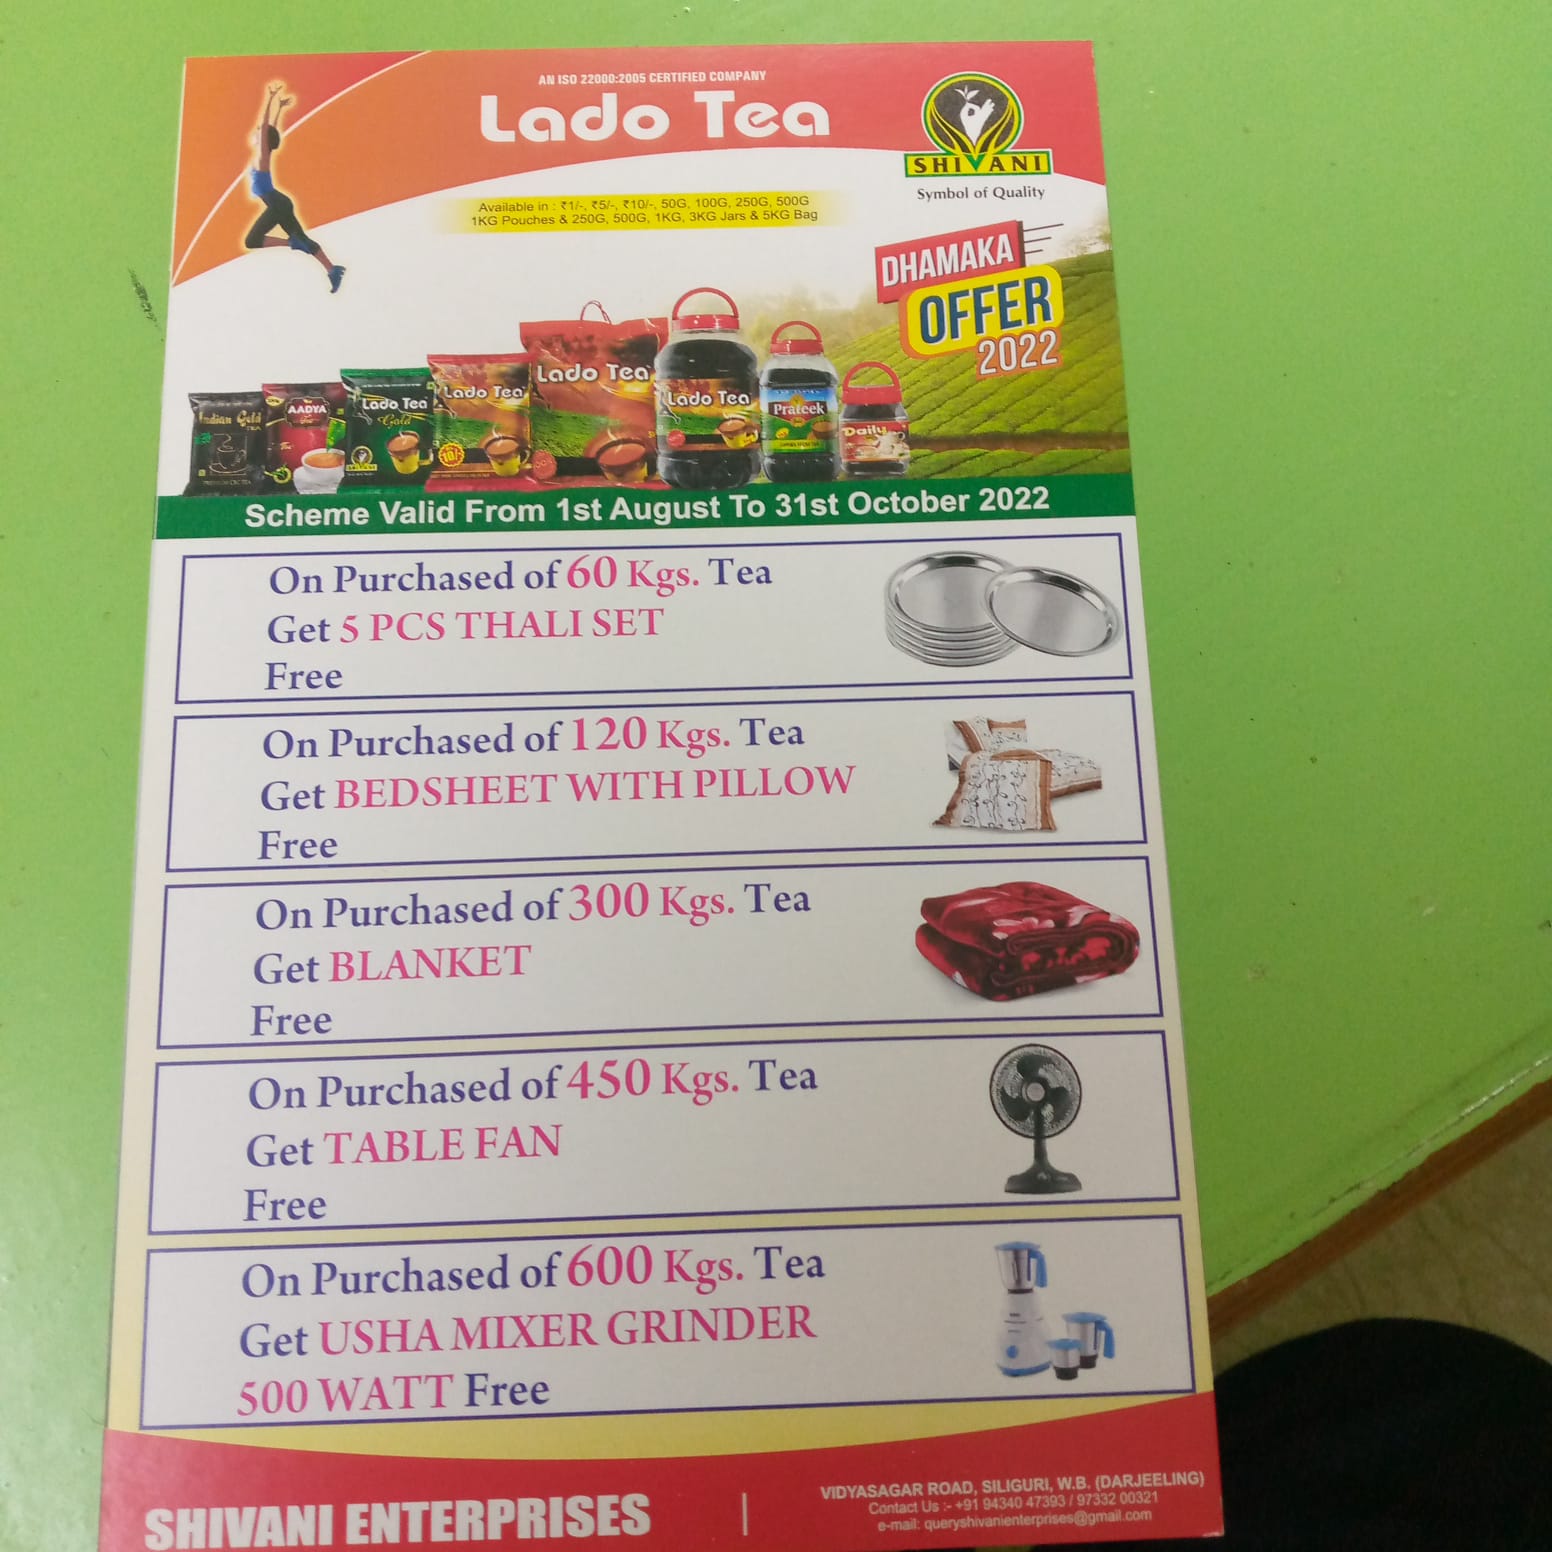 AN ISO 22000:2005 CERTIFIED COMPANY
Lado Tea
SHIVANI
Symbol of Quality
Available in : ₹1/-, ₹5/-, ₹10/-, 50G, 100G, 250G, 500G
1KG Pouches & 250G, 500G, 1KG, 3KG Jars & 5KG Bag
DHAMAKA
OFFER
2022
Indian Gold
TEA
AADYA
Lado Tea
Gold
SHIVANI
Lado Tea
Lado Tea
Lado Tea
Prateek
Daily
Scheme Valid From 1st August To 31st October 2022
On Purchased of 60 Kgs. Tea
Get 5 PCS THALI SET
Free
On Purchased of 120 Kgs. Tea
Get BEDSHEET WITH PILLOW
Free
On Purchased of 300 Kgs. Tea
Get BLANKET
Free
On Purchased of 450 Kgs. Tea
Get TABLE FAN
Free
On Purchased of 600 Kgs. Tea
Get USHA MIXER GRINDER
500 WATT Free
SHIVANI ENTERPRISES
VIDYASAGAR ROAD, SILIGURI, W.B. (DARJEELING)
Contact Us :- +91 94340 47393 / 97332 00321
e-mail: queryshivanienterprises@gmail.com